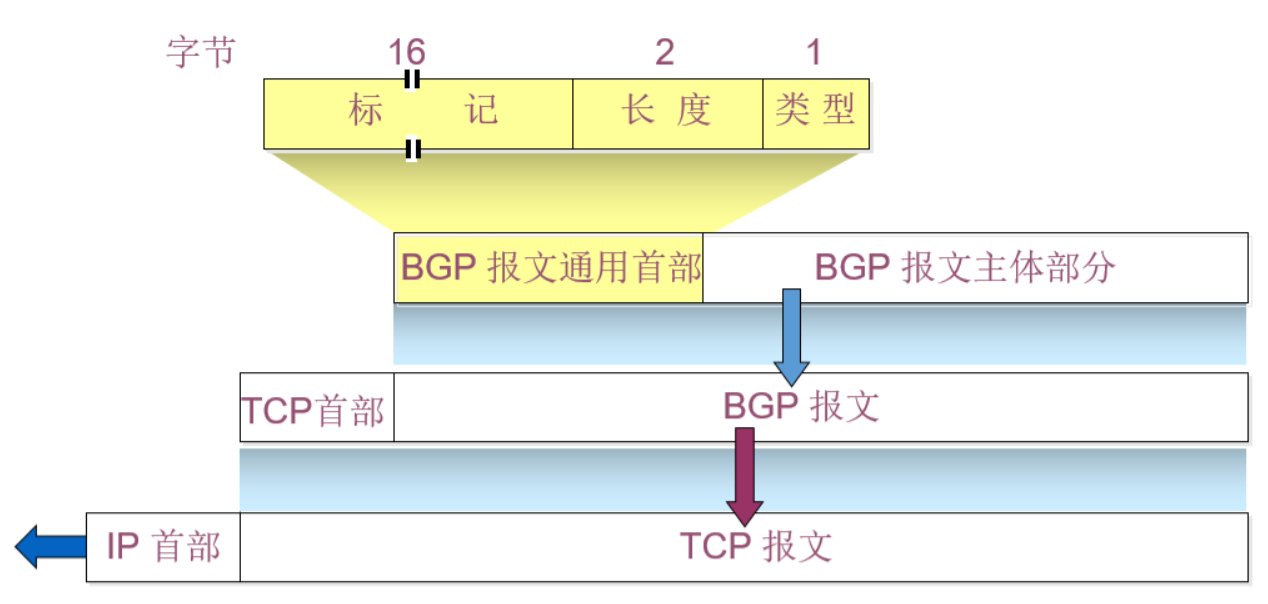 字节 16 2 1
标 记 长 度 类 型
BGP 报文通用首部 BGP 报文主体部分
TCP首部 BGP 报文
IP 首部 TCP 报文